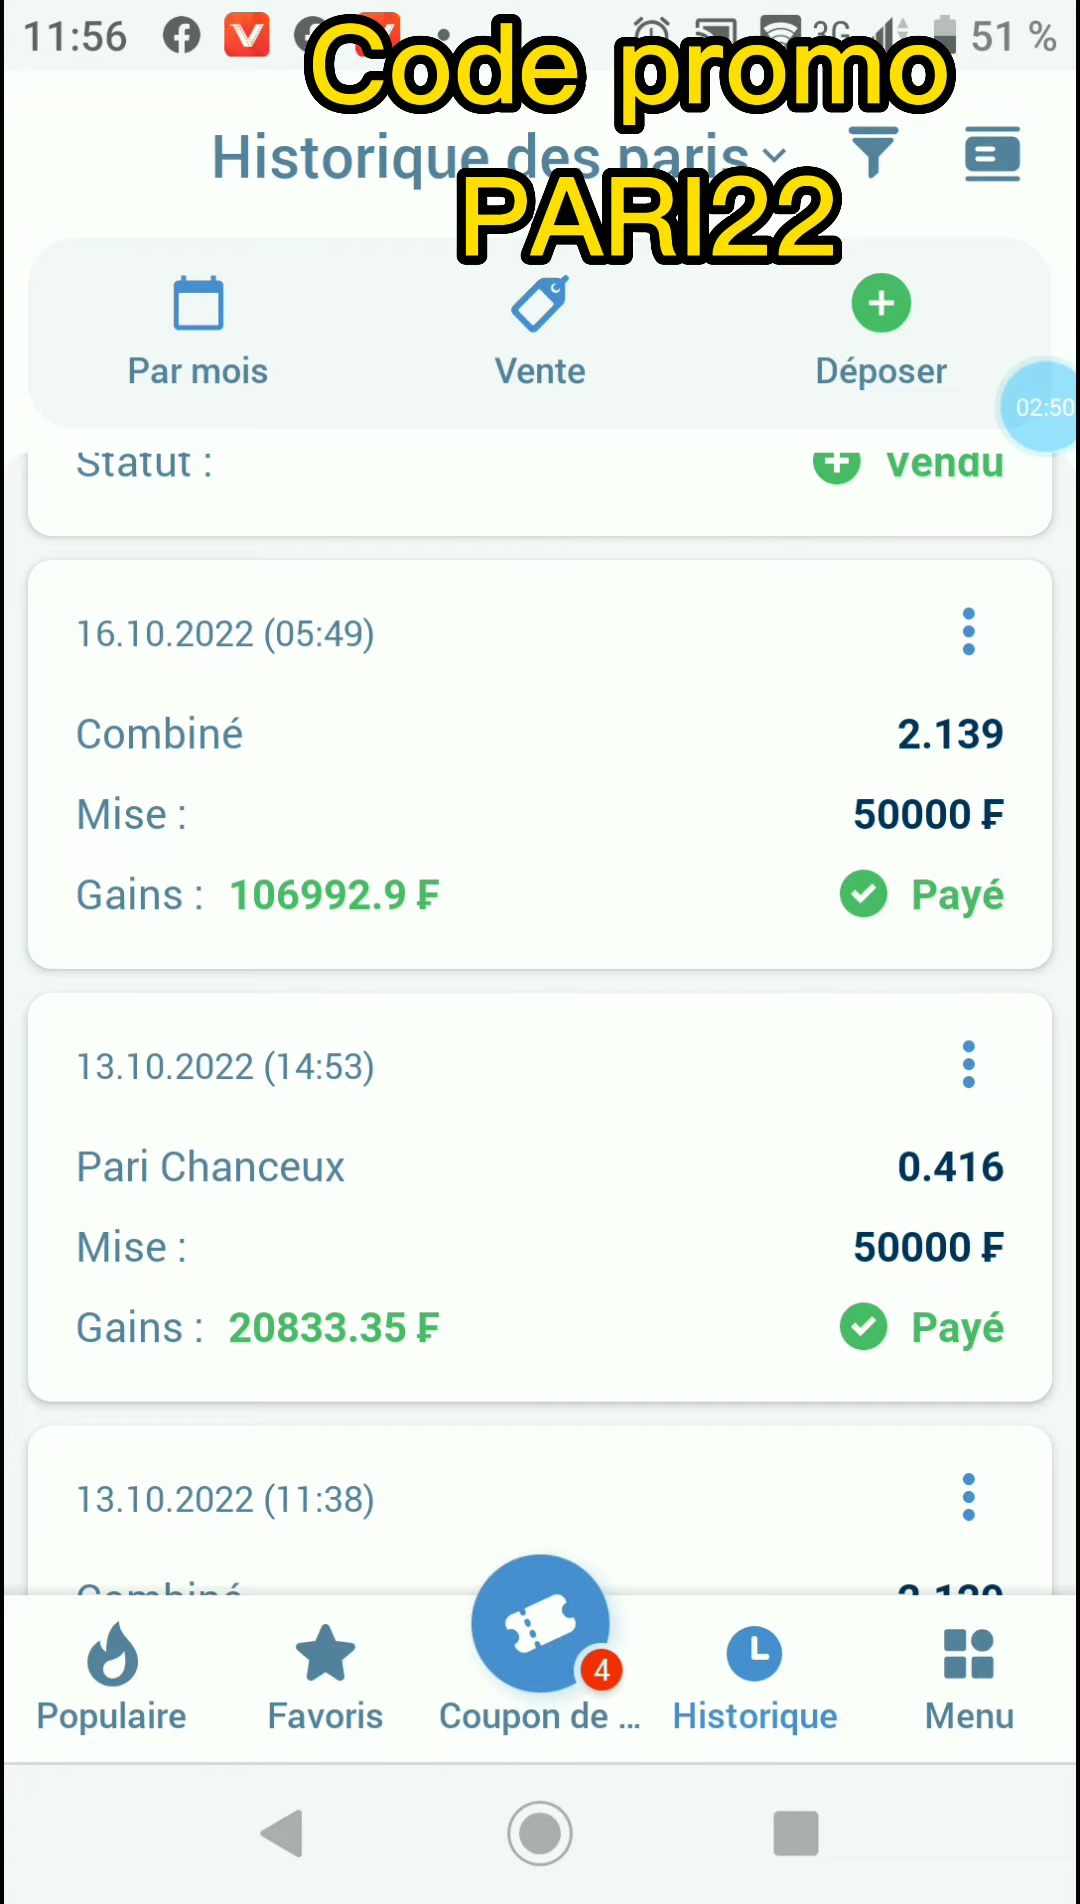 11:56
3G
51 %
Code promo
Historique des paris
PARI22
Par mois
Vente
Déposer
02:50
Statut :
Vendu
16.10.2022 (05:49)
Combiné
2.139
Mise :
50000 ₣
Gains : 106992.9 ₣
Payé
13.10.2022 (14:53)
Pari Chanceux
0.416
Mise :
50000 ₣
Gains : 20833.35 ₣
Payé
13.10.2022 (11:38)
Combiné
4
Populaire
Favoris
Coupon de ...
Historique
Menu